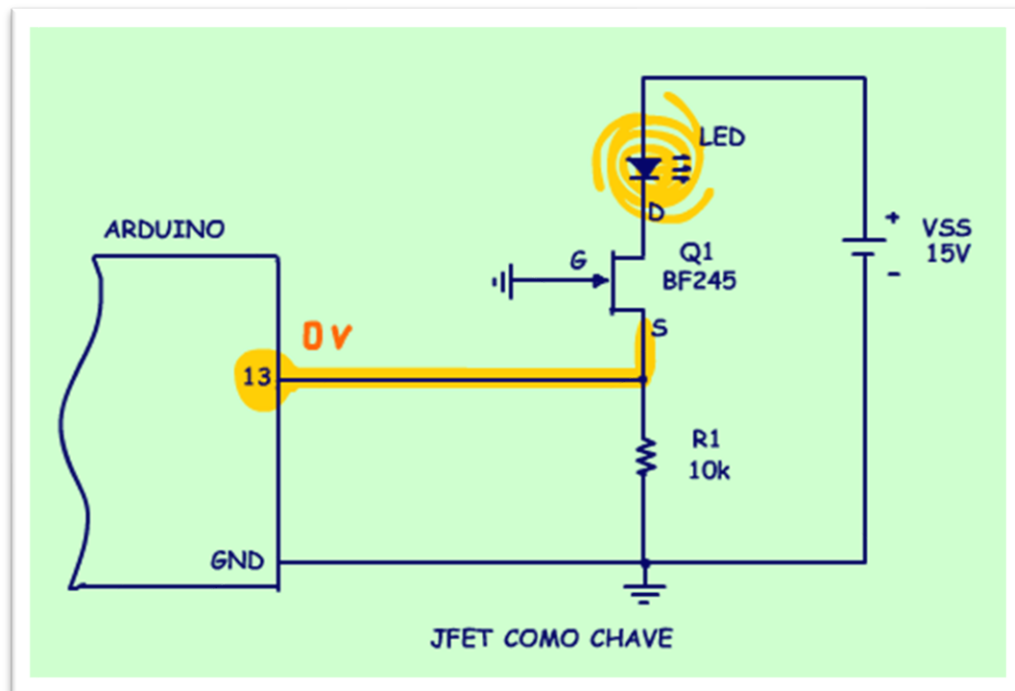 LED
D
ARDUINO
+
VSS
15V
-
G
Q1
BF245
S
0V
13
R1
10k
GND
JFET COMO CHAVE